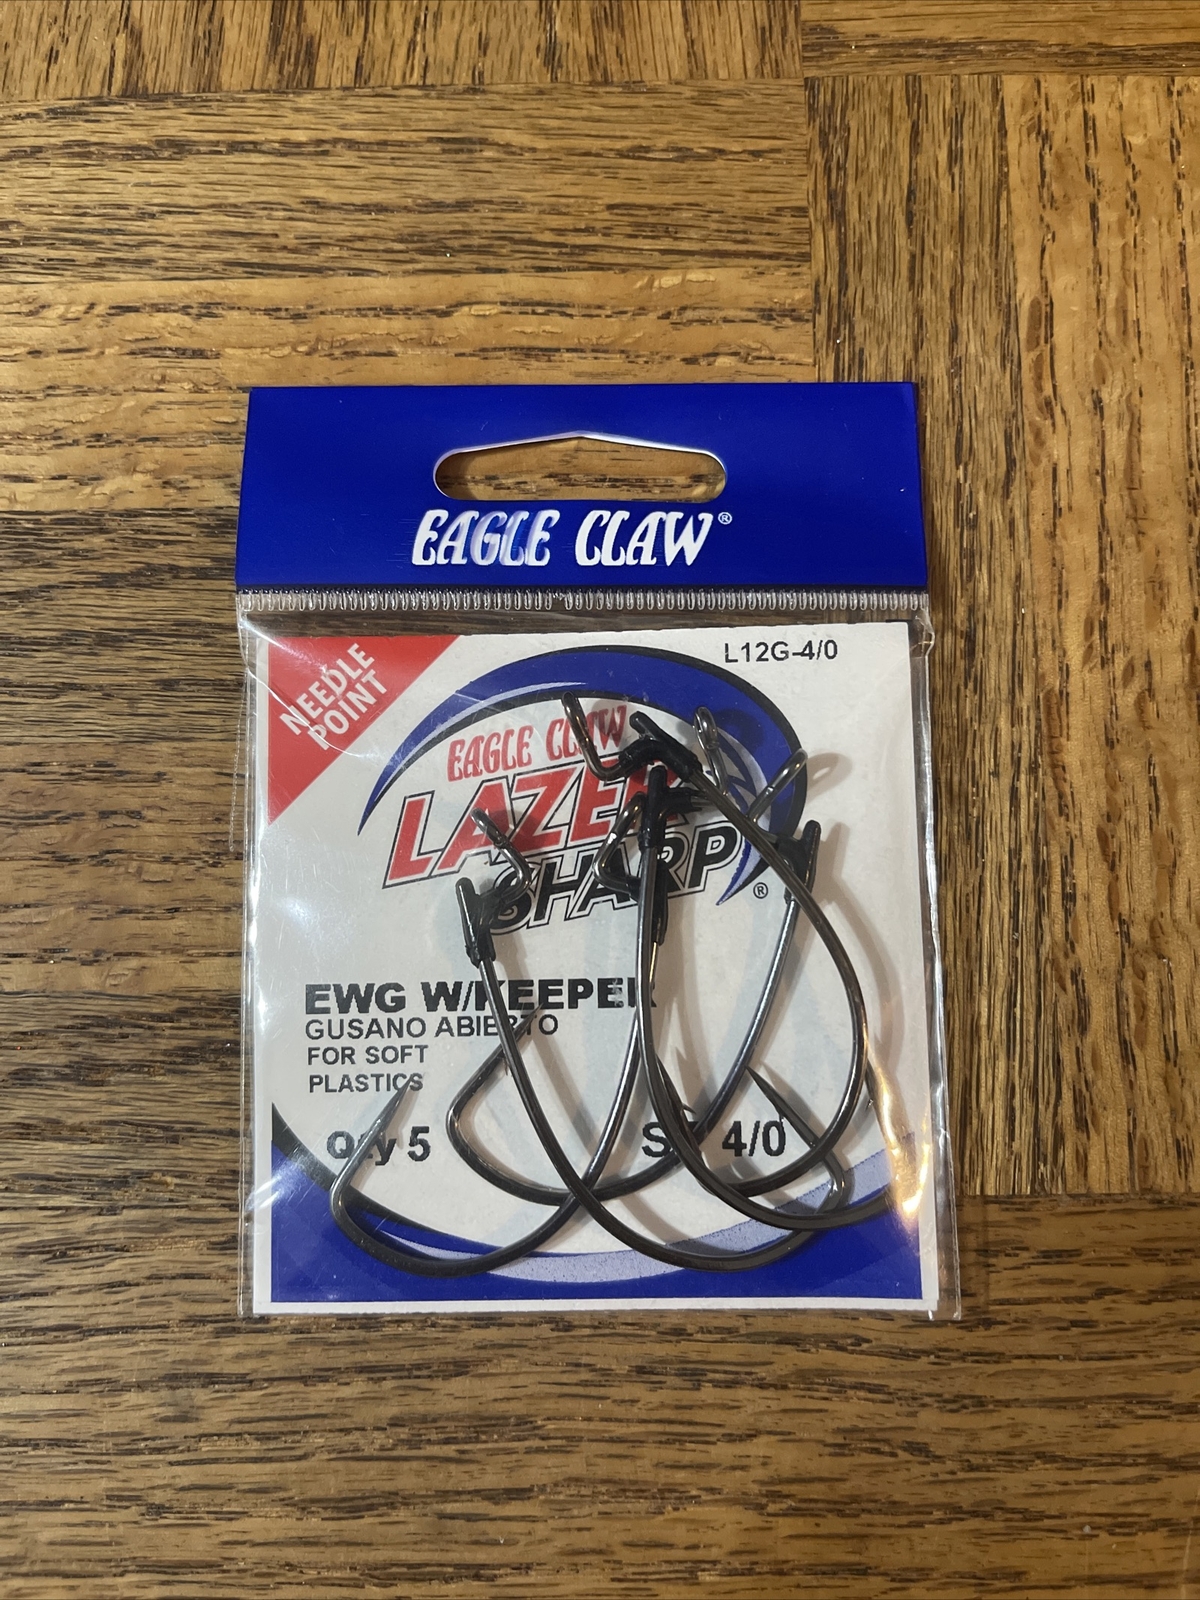 EAGLE CLAW®
NEEDLE
POINT
L12G-4/0
EAGLE CLAW
LAZER
SHARP®
EWG W/KEEPER
GUSANO ABIERTO
FOR SOFT
PLASTICS
Qty 5
4/0